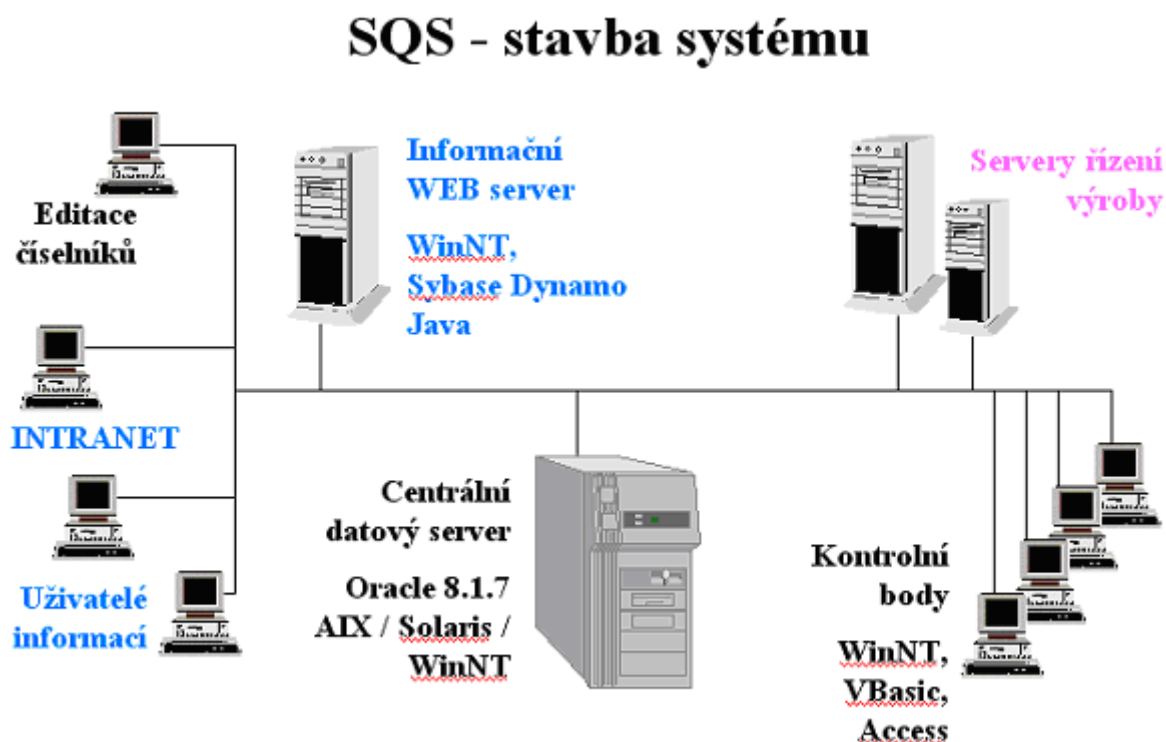 SQS - stavba systému
Editace
číselníků
Informační
WEB server
WinNT,
Sybase Dynamo
Java
Servery řízení
výroby
INTRANET
Uživatelé
informací
Centrální
datový server
Oracle 8.1.7
AIX / Solaris /
WinNT
Kontrolní
body
WinNT,
VBasic,
Access